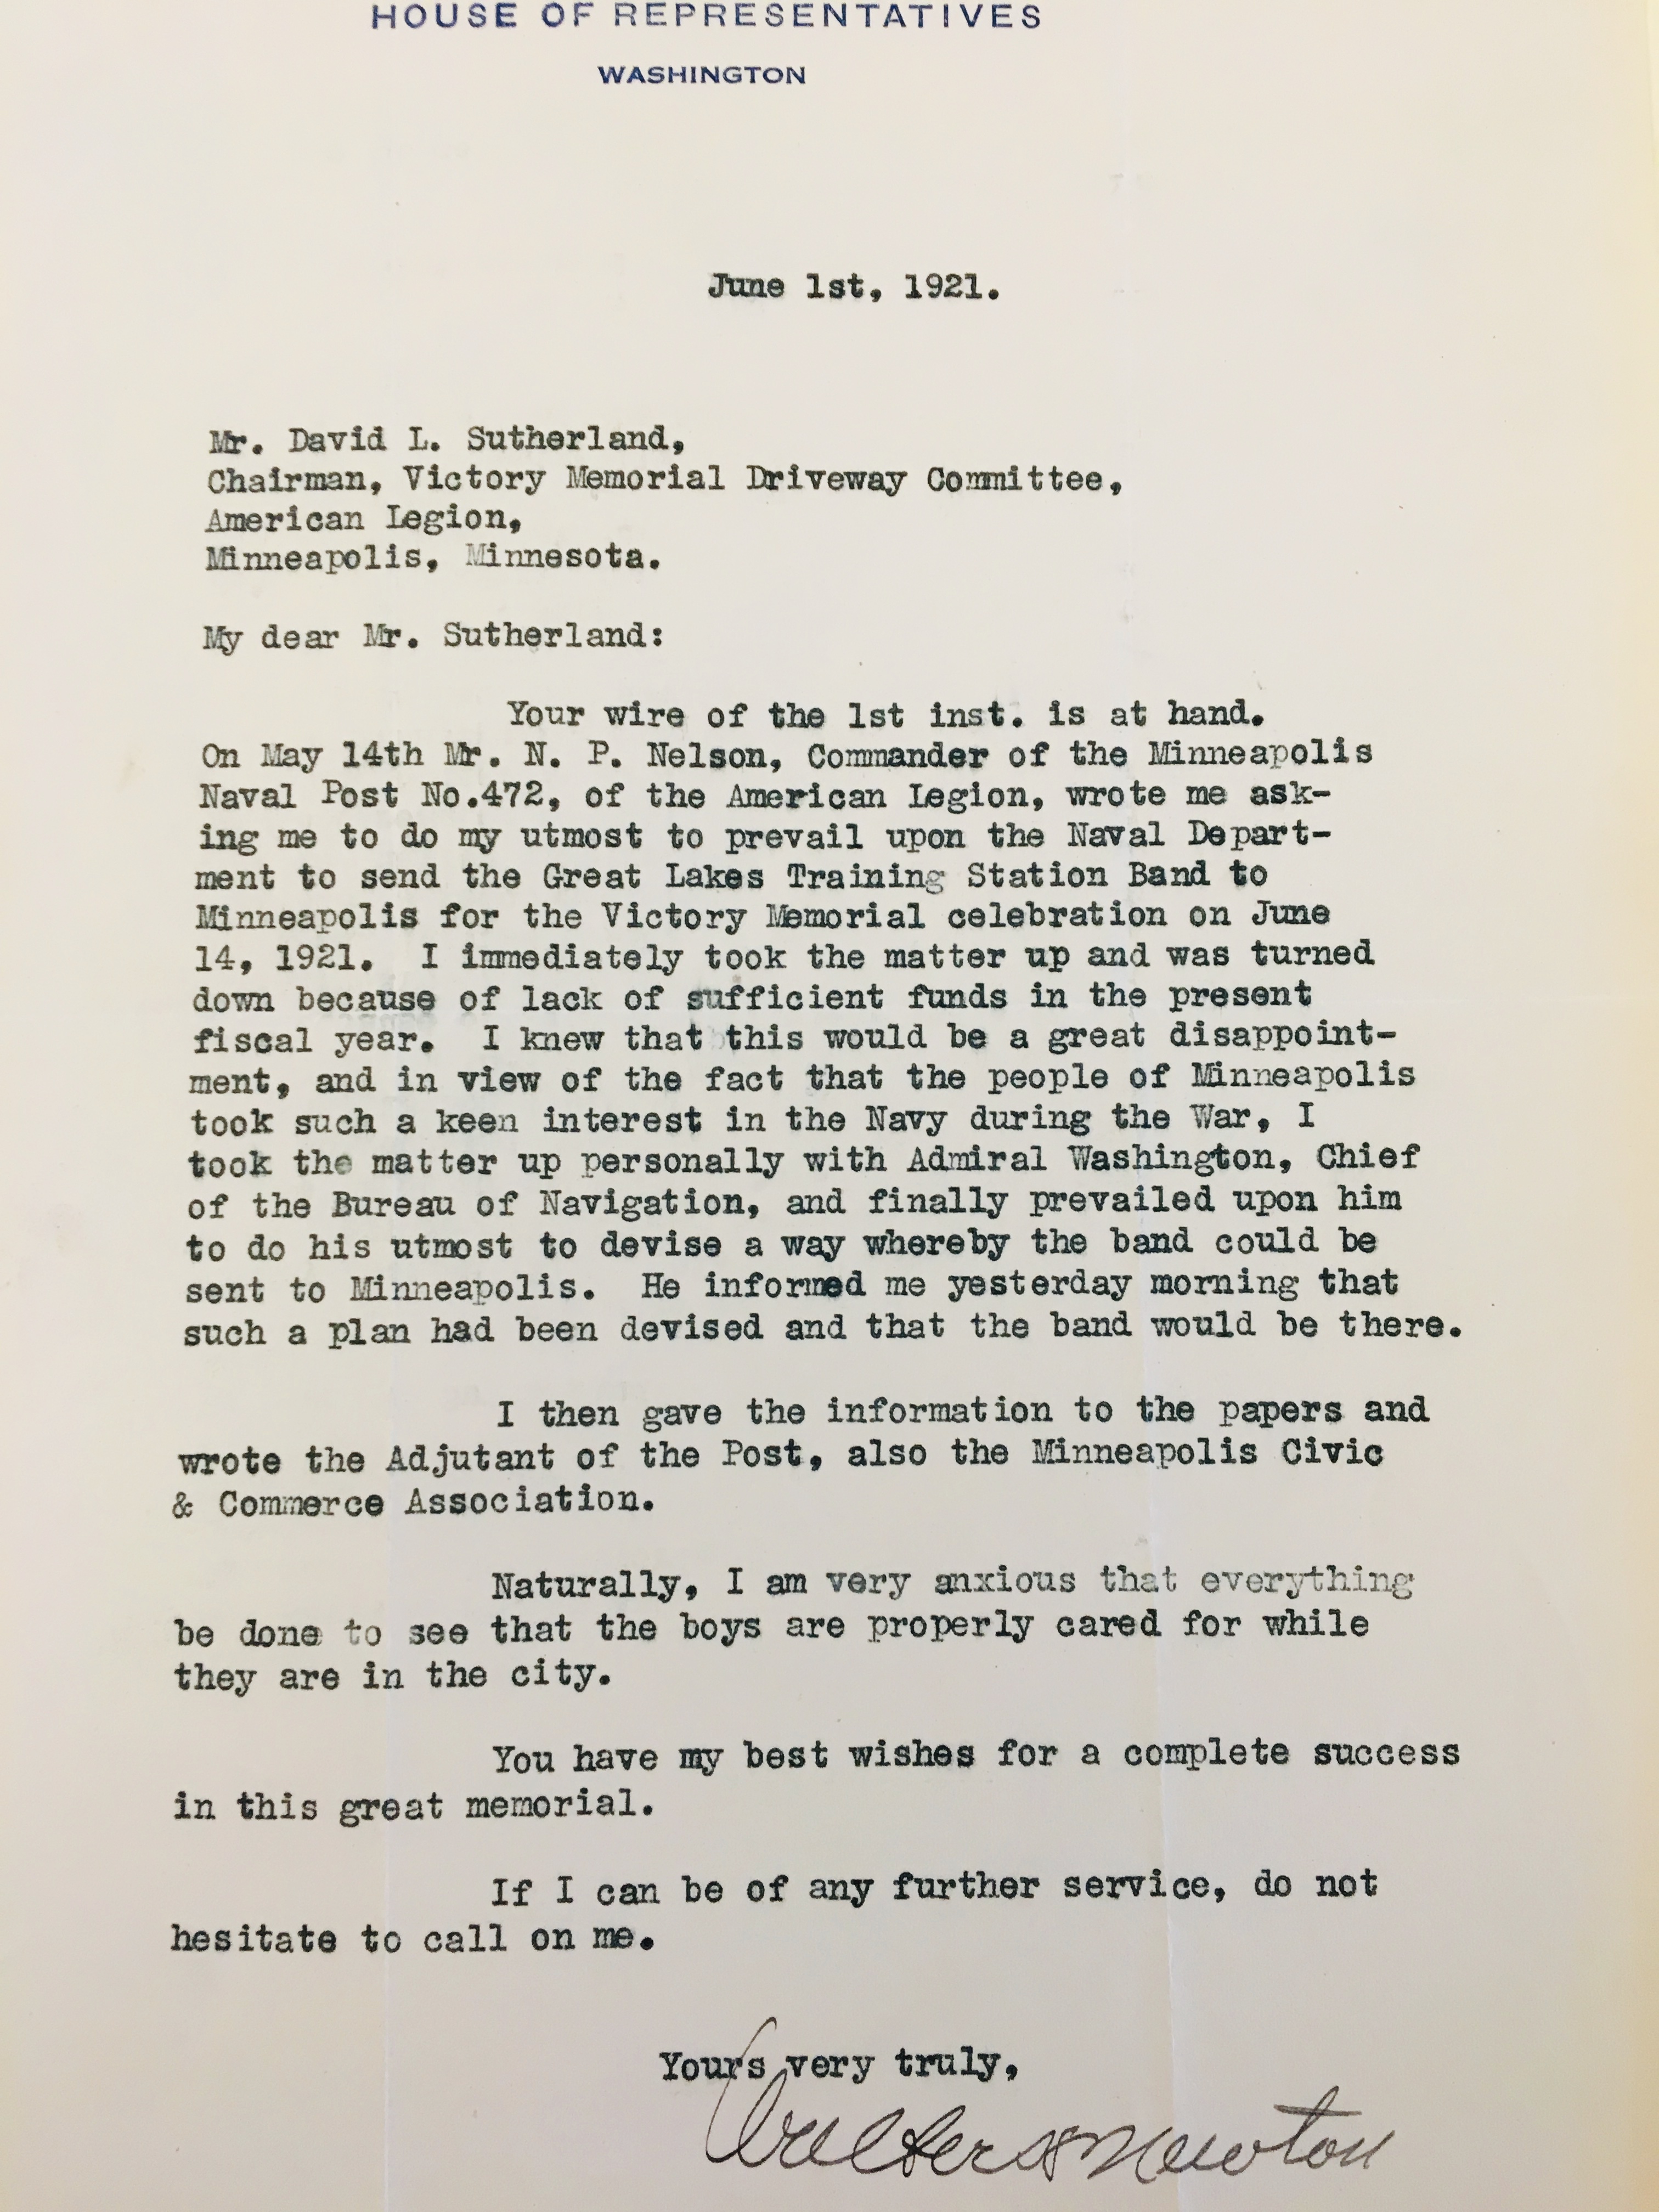 HOUSE OF REPRESENTATIVES
WASHINGTON
June 1st, 1921.
Mr. David L. Sutherland,
Chairman, Victory Memorial Driveway Committee,
American Legion,
Minneapolis, Minnesota.
My dear Mr. Sutherland:
Your wire of the 1st inst. is at hand.
On May 14th Mr. N. P. Nelson, Commander of the Minneapolis
Naval Post No.472, of the American Legion, wrote me ask-
ing me to do my utmost to prevail upon the Naval Depart-
ment to send the Great Lakes Training Station Band to
Minneapolis for the Victory Memorial celebration on June
14, 1921. I immediately took the matter up and was turned
down because of lack of sufficient funds in the present
fiscal year. I knew that this would be a great disappoint-
ment, and in view of the fact that the people of Minneapolis
took such a keen interest in the Navy during the War, I
took the matter up personally with Admiral Washington, Chief
of the Bureau of Navigation, and finally prevailed upon him
to do his utmost to devise a way whereby the band could be
sent to Minneapolis. He informed me yesterday morning that
such a plan had been devised and that the band would be there.
I then gave the information to the papers and
wrote the Adjutant of the Post, also the Minneapolis Civic
& Commerce Association.
Naturally, I am very anxious that everything
be done to see that the boys are properly cared for while
they are in the city.
You have my best wishes for a complete success
in this great memorial.
If I can be of any further service, do not
hesitate to call on me.
Yours very truly,
Walter H Newton